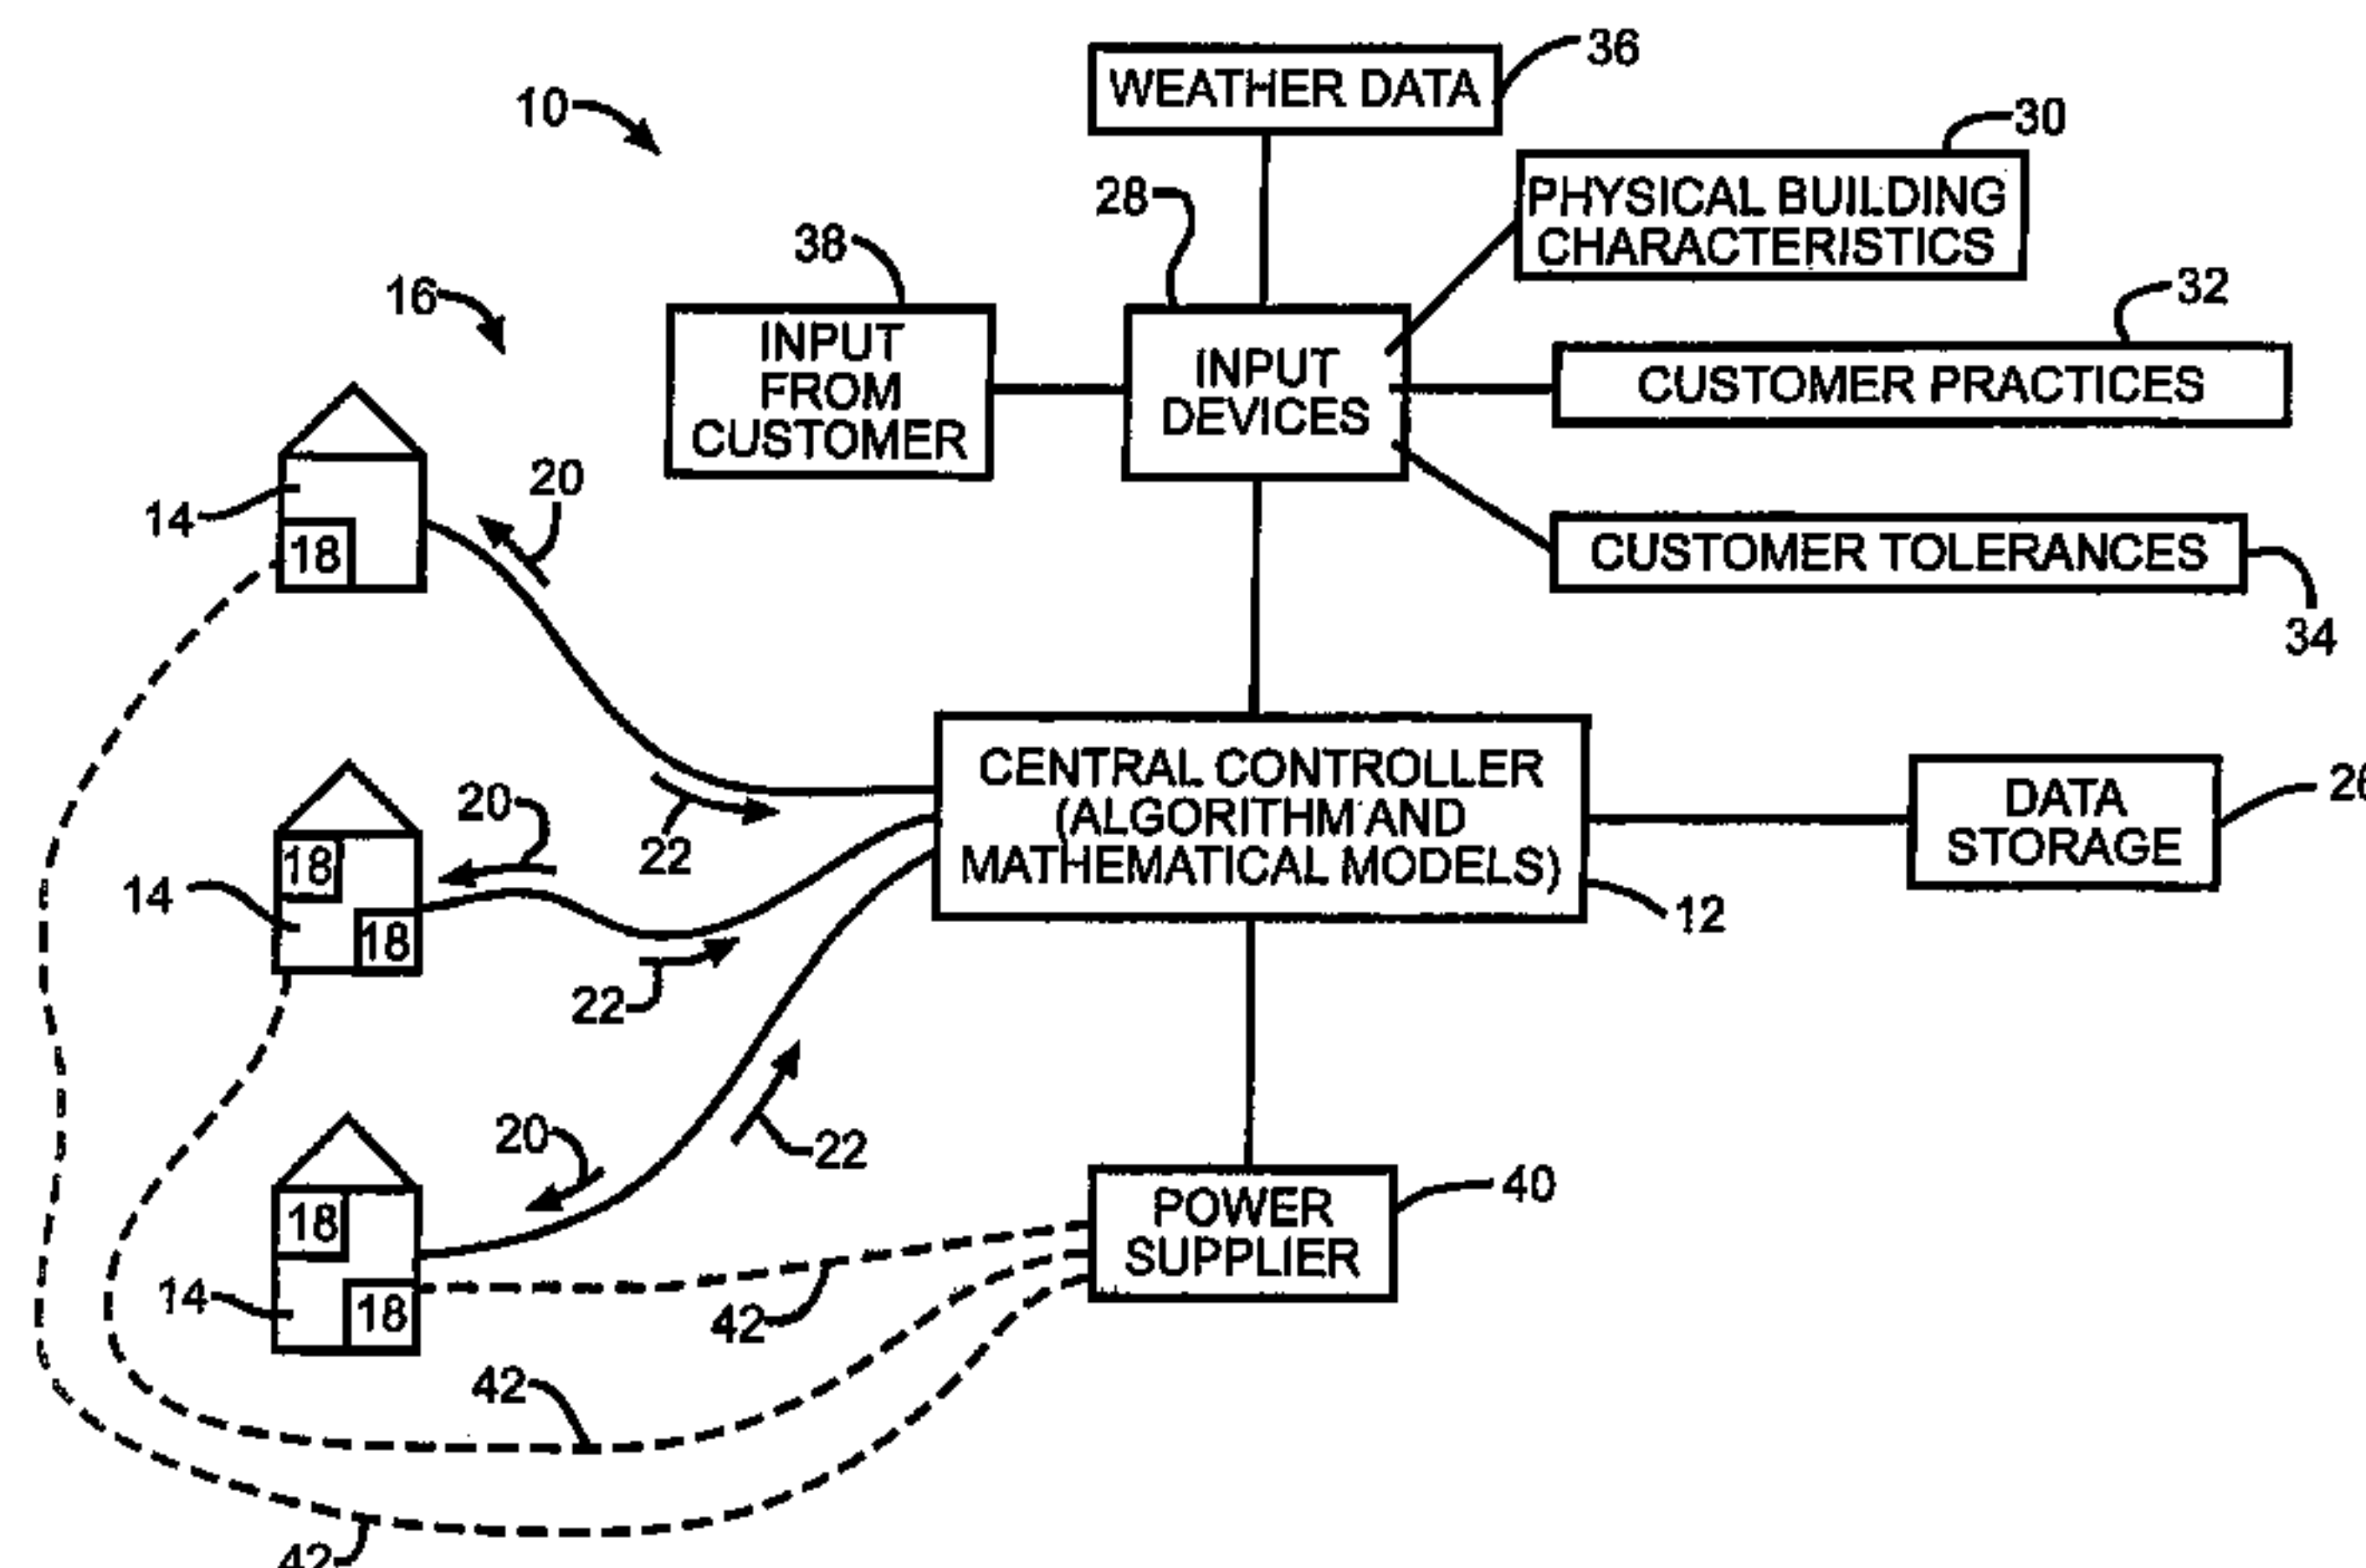 WEATHER DATA
36
10
30
PHYSICAL BUILDING
CHARACTERISTICS
28
38
32
16
INPUT
FROM
CUSTOMER
INPUT
DEVICES
CUSTOMER PRACTICES
20
14
18
CUSTOMER TOLERANCES
34
CENTRAL CONTROLLER
(ALGORITHM AND
MATHEMATICAL MODELS)
DATA
STORAGE
26
20
22
18
14
18
12
22
20
22
18
14
18
POWER
SUPPLIER
40
42
42
42